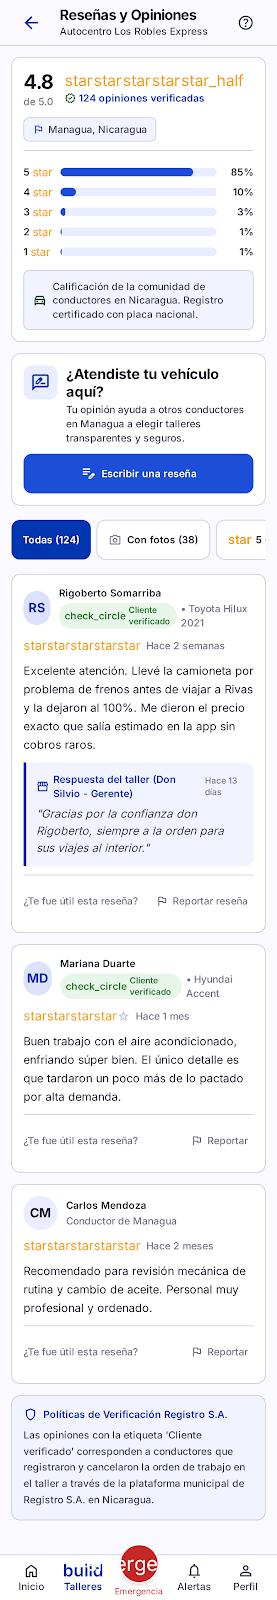 Reseñas y Opiniones
Autocentro Los Robles Express
4.8
starstarstarstarstar_half
de 5.0
124 opiniones verificadas
Managua, Nicaragua
5 star 85%
4 star 10%
3 star 3%
2 star 1%
1 star 1%
Calificación de la comunidad de
conductores en Nicaragua. Registro
certificado con placa nacional.
¿Atendiste tu vehículo
aquí?
Tu opinión ayuda a otros conductores
en Managua a elegir talleres
transparentes y seguros.
Escribir una reseña
Todas (124)
Con fotos (38)
star 5
RS
Rigoberto Somarriba
check_circle Cliente
verificado
• Toyota Hilux
2021
starstarstarstarstar Hace 2 semanas
Excelente atención. Llevé la camioneta por
problema de frenos antes de viajar a Rivas
y la dejaron al 100%. Me dieron el precio
exacto que salía estimado en la app sin
cobros raros.
Respuesta del taller (Don
Silvio - Gerente)
Hace 13
días
"Gracias por la confianza don
Rigoberto, siempre a la orden para
sus viajes al interior."
¿Te fue útil esta reseña?
Reportar reseña
MD
Mariana Duarte
check_circle Cliente
verificado
• Hyundai
Accent
starstarstarstar☆ Hace 1 mes
Buen trabajo con el aire acondicionado,
enfriando súper bien. El único detalle es
que tardaron un poco más de lo pactado
por alta demanda.
¿Te fue útil esta reseña?
Reportar
CM
Carlos Mendoza
Conductor de Managua
starstarstarstarstar Hace 2 meses
Recomendado para revisión mecánica de
rutina y cambio de aceite. Personal muy
profesional y ordenado.
¿Te fue útil esta reseña?
Reportar
Políticas de Verificación Registro S.A.
Las opiniones con la etiqueta 'Cliente
verificado' corresponden a conductores que
registraron y cancelaron la orden de trabajo en
el taller a través de la plataforma municipal de
Registro S.A. en Nicaragua.
Inicio
build
Talleres
erge
Emergencia
Alertas
Perfil